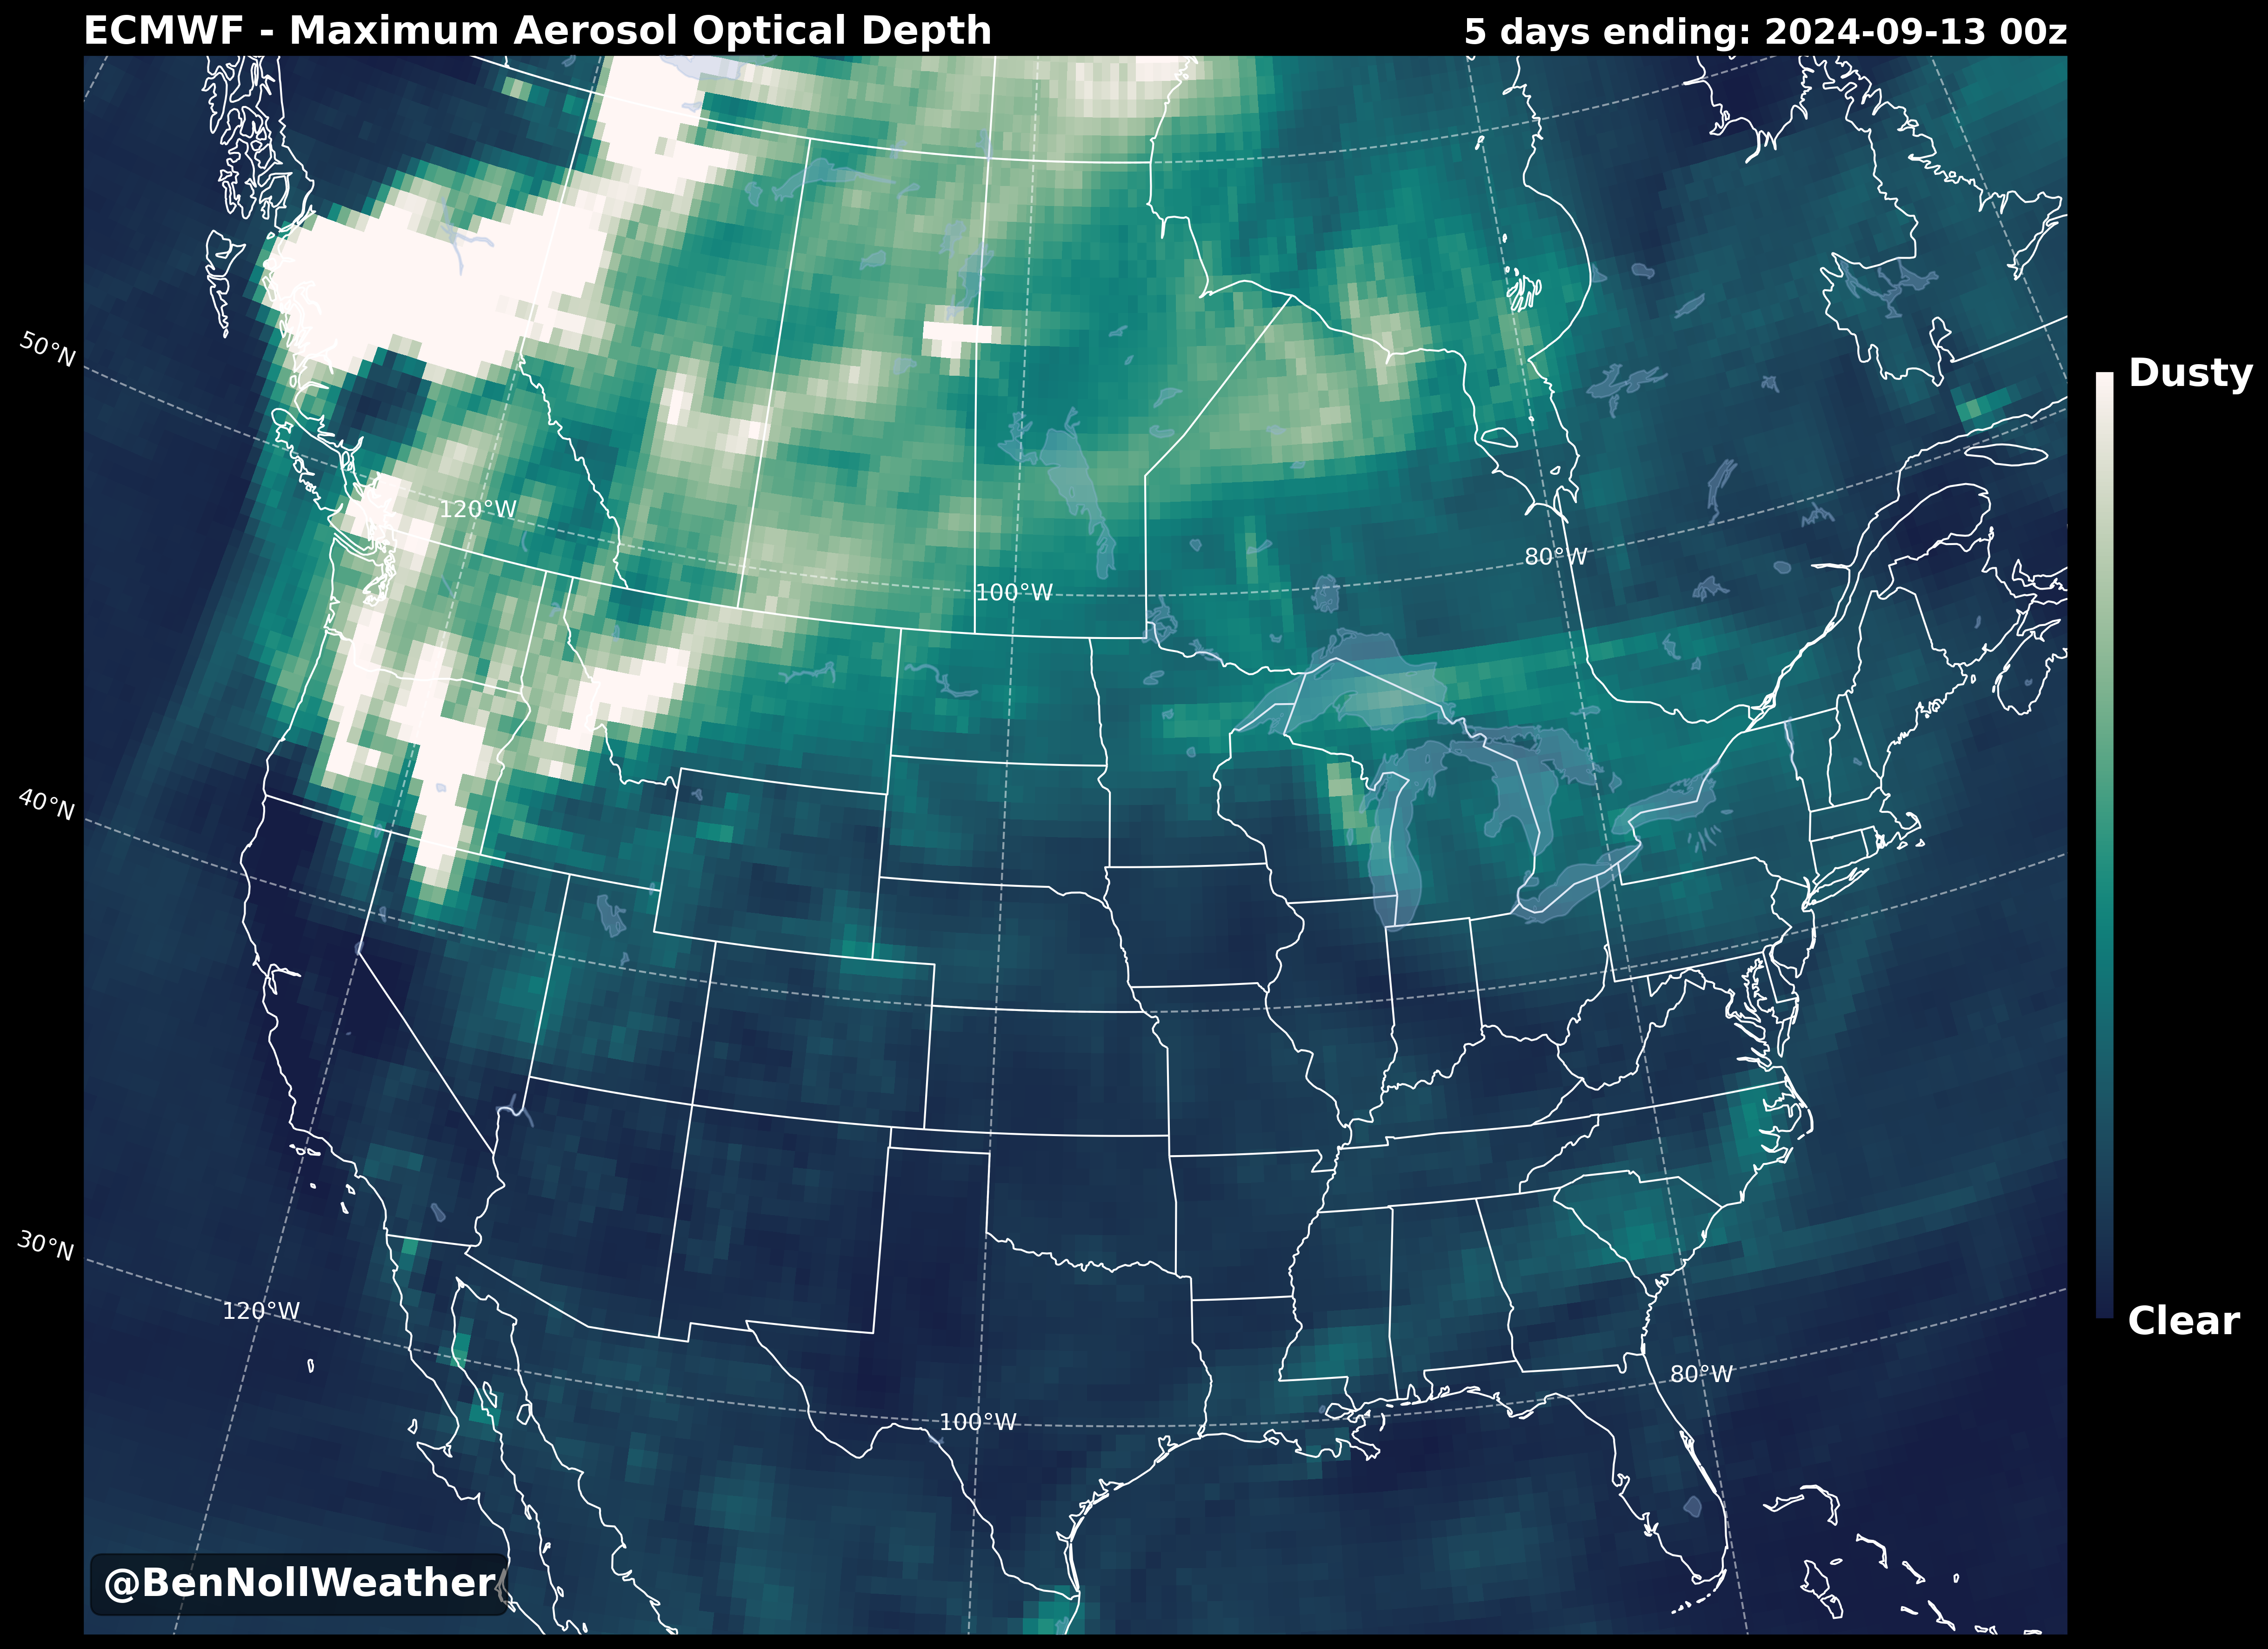 ECMWF - Maximum Aerosol Optical Depth
5 days ending: 2024-09-13 00z
50°N
Dusty
120°W
80°W
100°W
40°N
30°N
120°W
Clear
80°W
100°W
@BenNollWeather